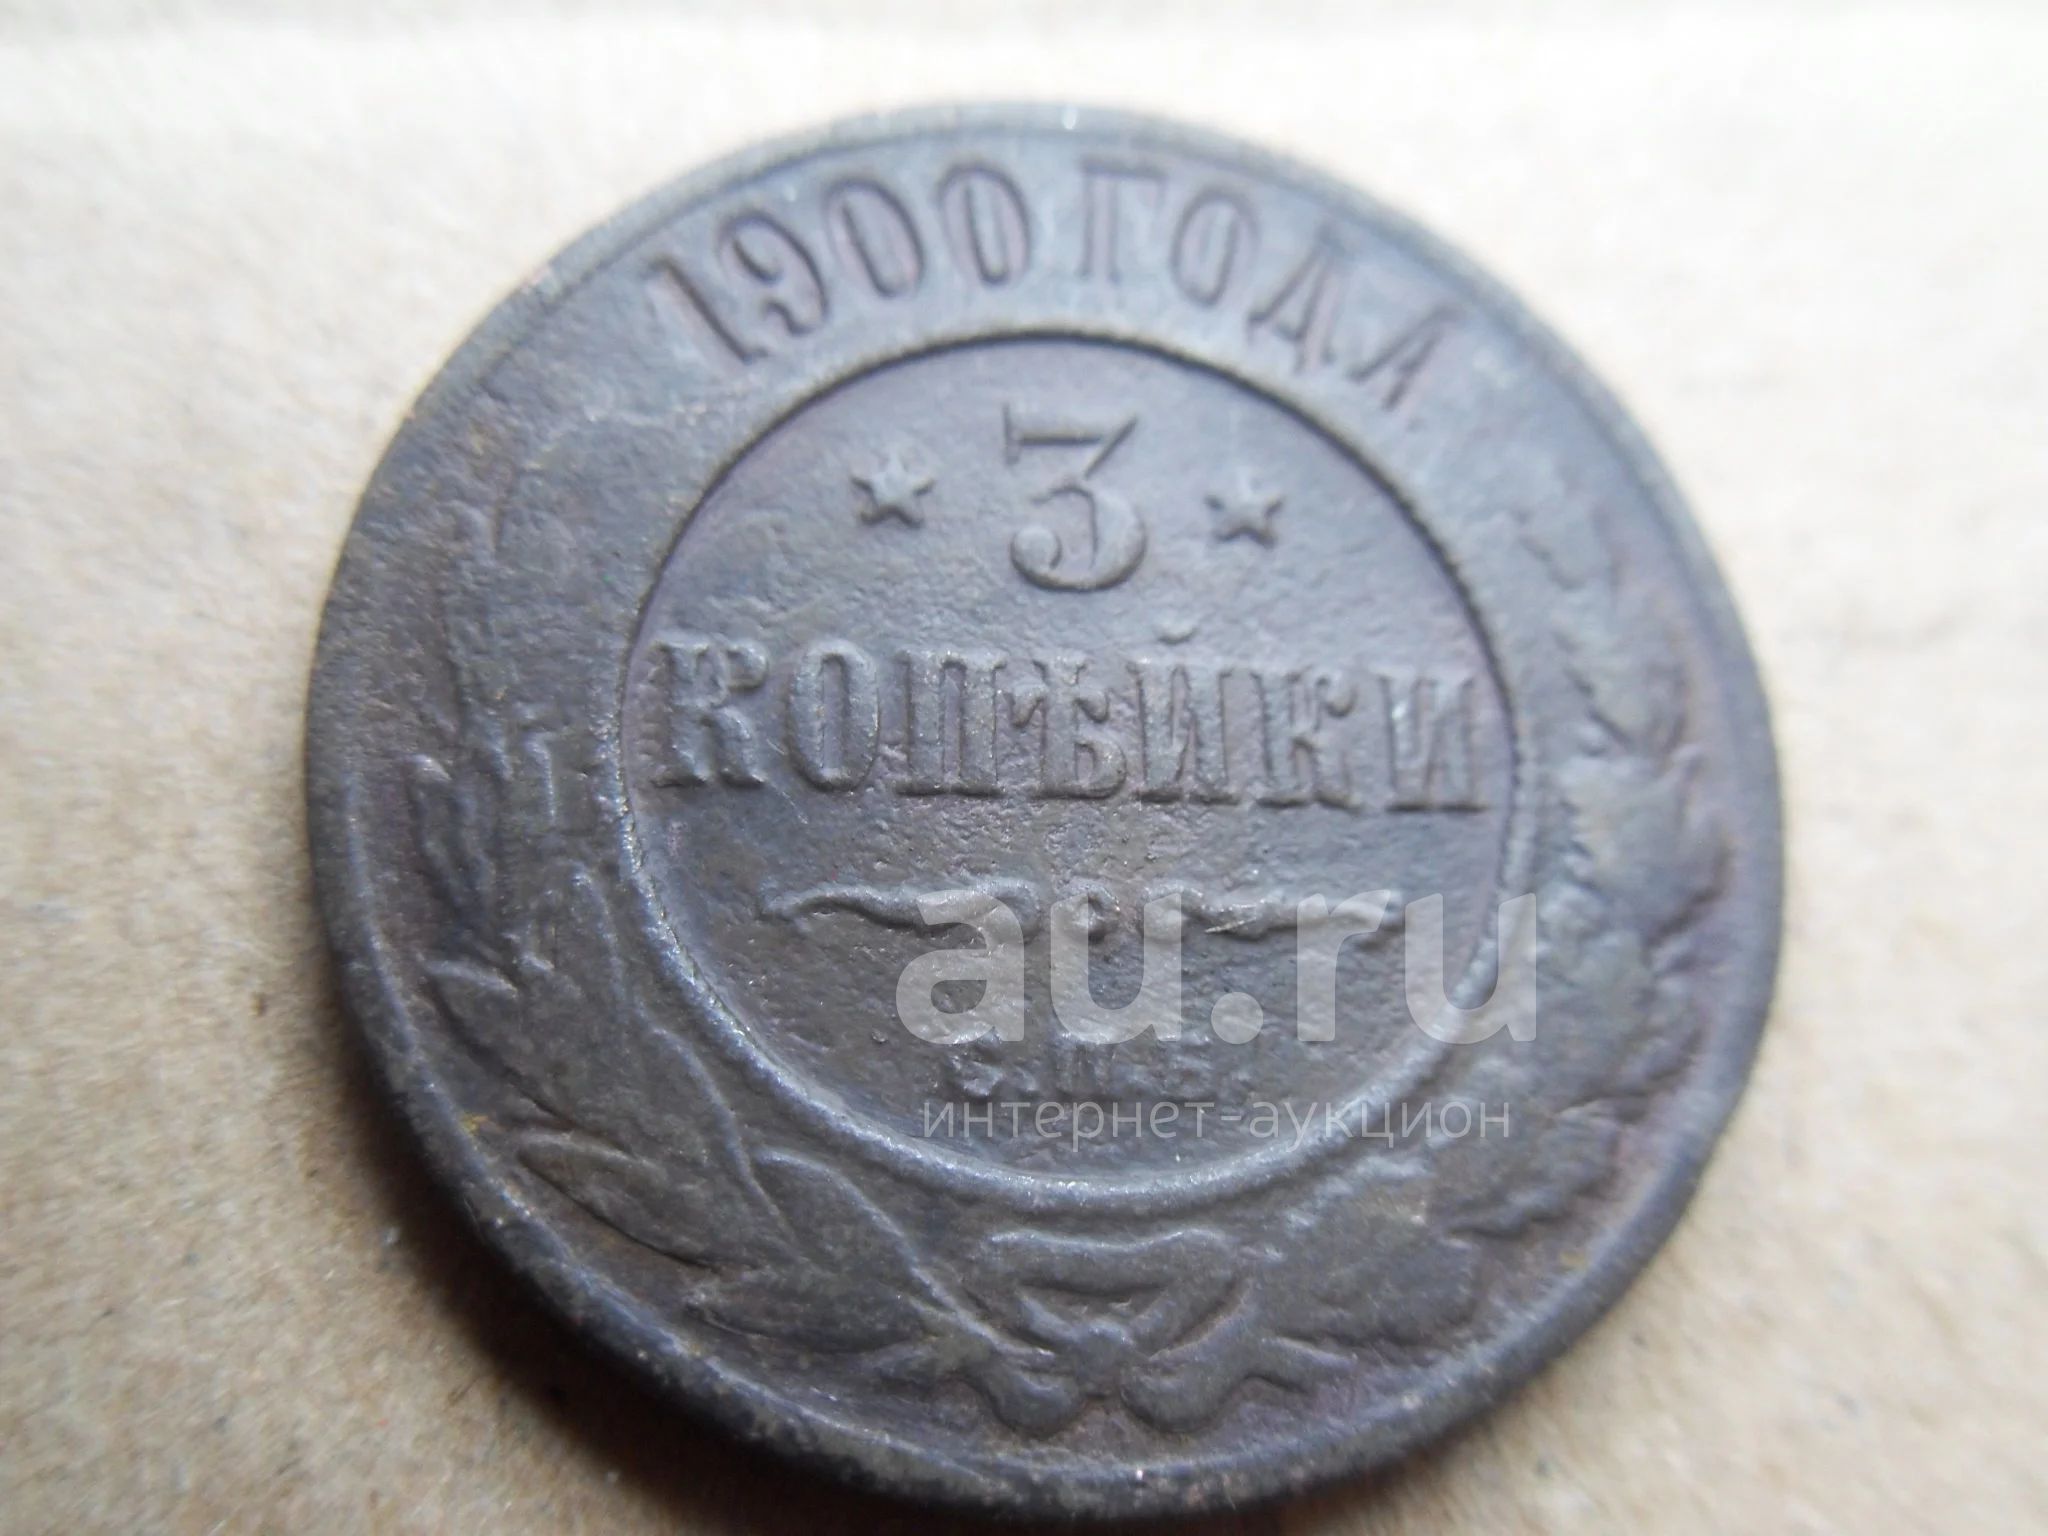 1900 ГОДА
3
КОПѢЙКИ
au.ru
С.П.Б.
интернет-аукцион